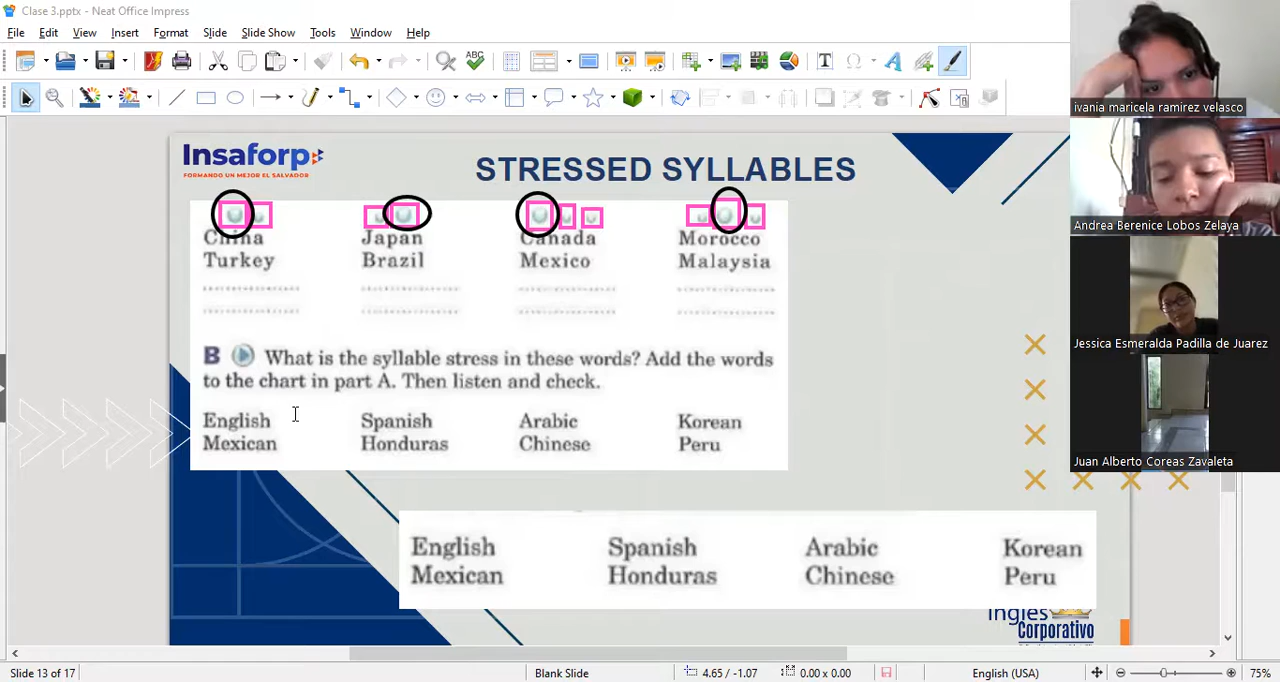 Clase 3.pptx - Neat Office Impress
File Edit View Insert Format Slide Slide Show Tools Window Help
Insaforp
FORMANDO UN MEJOR EL SALVADOR
STRESSED SYLLABLES
China Japan Canada Morocco
Turkey Brazil Mexico Malaysia
B What is the syllable stress in these words? Add the words
to the chart in part A. Then listen and check.
English Spanish Arabic Korean
Mexican Honduras Chinese Peru
English Spanish Arabic Korean
Mexican Honduras Chinese Peru
Inglés
Corporativo
ivania maricela ramirez velasco
Andrea Berenice Lobos Zelaya
Jessica Esmeralda Padilla de Juarez
Juan Alberto Coreas Zavaleta
Slide 13 of 17 Blank Slide 4.65 / -1.07 0.00 x 0.00 English (USA) 75%